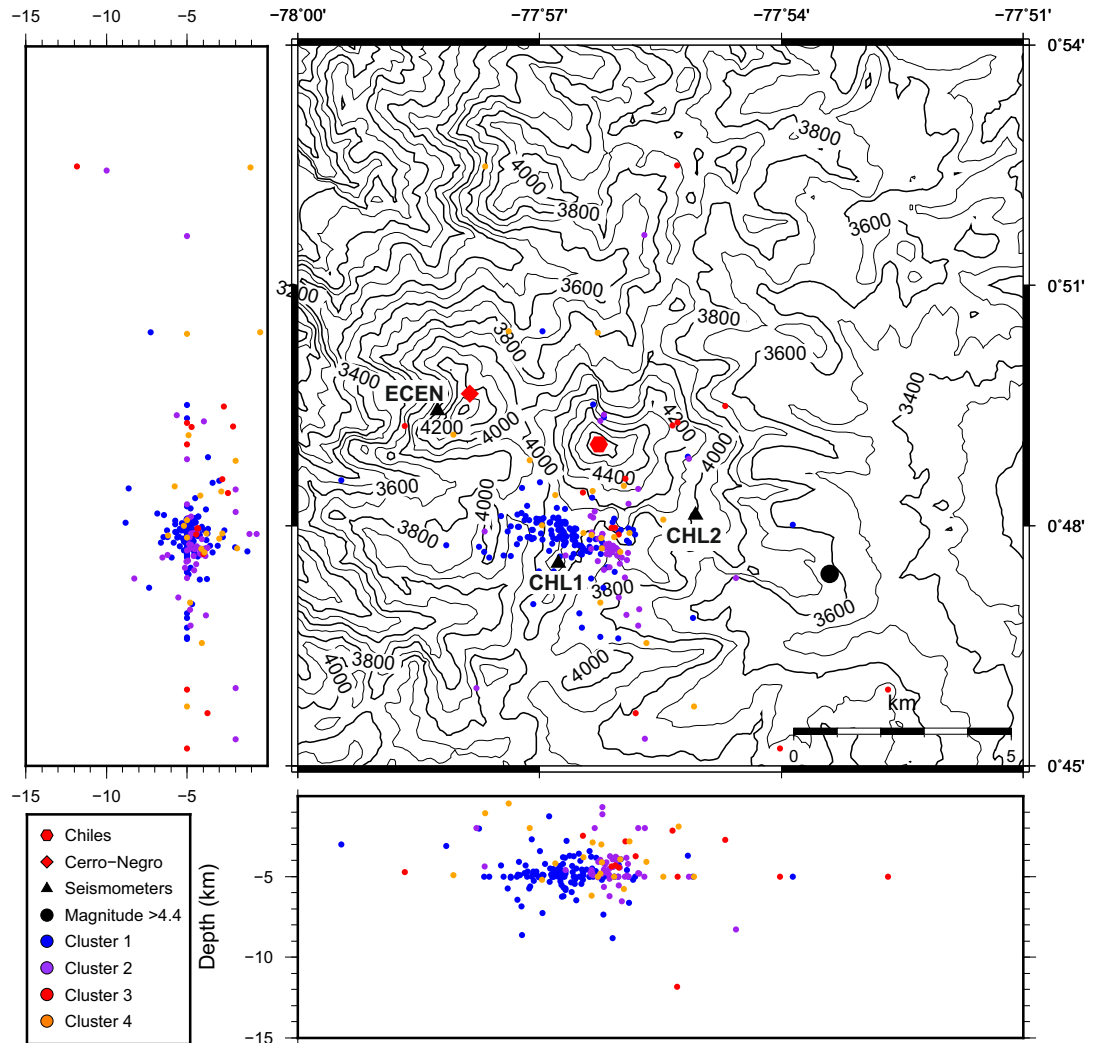 −15 −10 −5
−78°00' −77°57' −77°54' −77°51'
0°54'
3800
4000
3800
3600
0°51'
3200
3600
3800
3800
3600
3400
3400
ECEN
4200
4000
4200
4000
4000
4400
3600
4000
3800
0°48'
CHL2
CHL1
3800
3600
3800
4000
4000
km
0 5
0°45'
−15 −10 −5
Chiles
Cerro−Negro
Seismometers
Magnitude >4.4
Cluster 1
Cluster 2
Cluster 3
Cluster 4
Depth (km)
−5
−10
−15